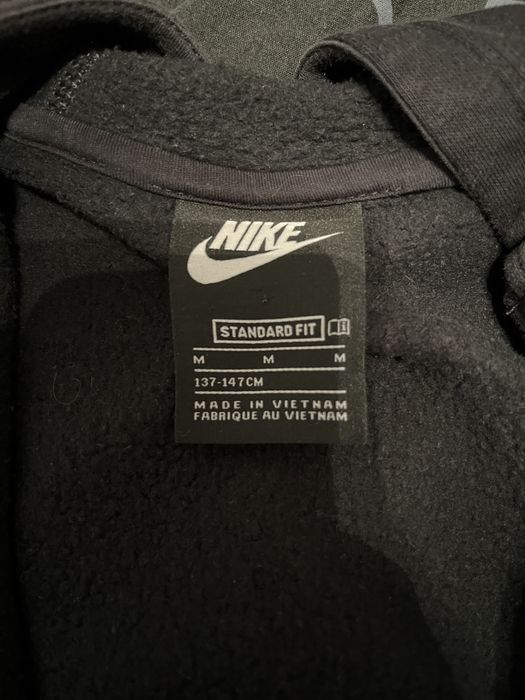 NIKE
STANDARD FIT
M M M
137-147CM
MADE IN VIETNAM
FABRIQUE AU VIETNAM